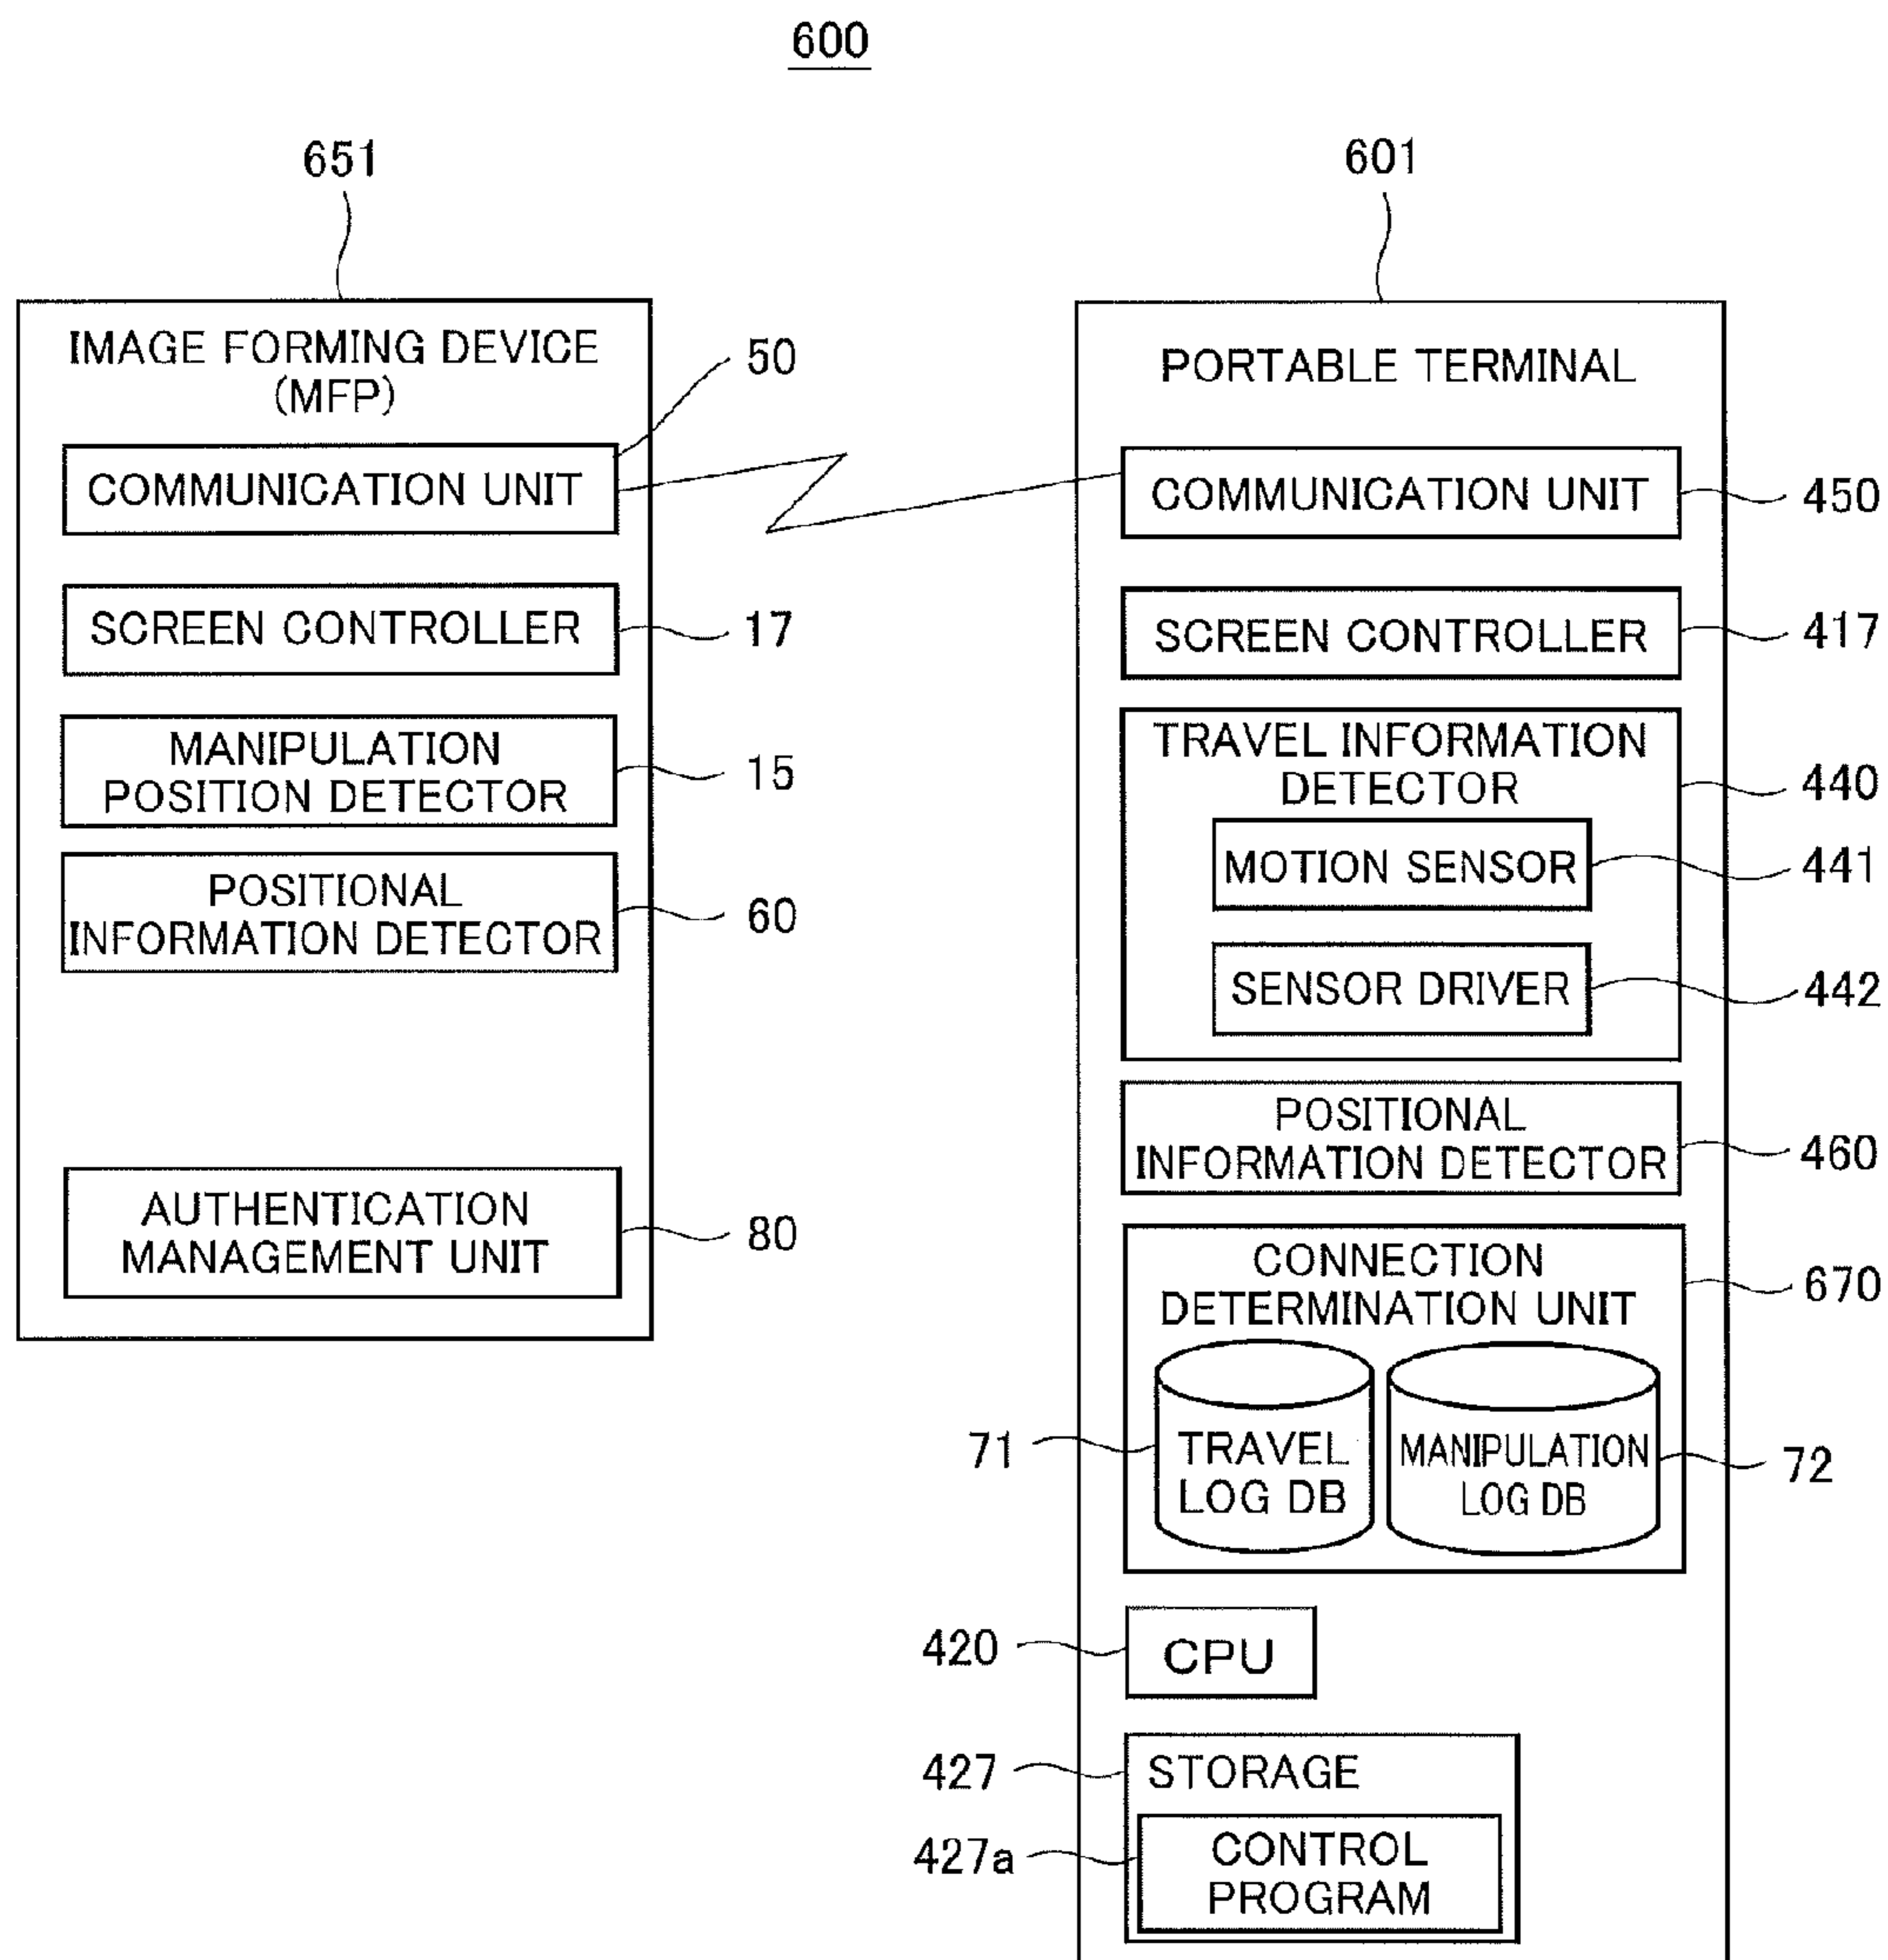 600
651
IMAGE FORMING DEVICE
(MFP)
50
COMMUNICATION UNIT
SCREEN CONTROLLER
17
MANIPULATION
POSITION DETECTOR
15
POSITIONAL
INFORMATION DETECTOR
60
AUTHENTICATION
MANAGEMENT UNIT
80
601
PORTABLE TERMINAL
COMMUNICATION UNIT
450
SCREEN CONTROLLER
417
TRAVEL INFORMATION
DETECTOR
440
MOTION SENSOR
441
SENSOR DRIVER
442
POSITIONAL
INFORMATION DETECTOR
460
CONNECTION
DETERMINATION UNIT
670
71
TRAVEL
LOG DB
MANIPULATION
LOG DB
72
420
CPU
427
STORAGE
427a
CONTROL
PROGRAM